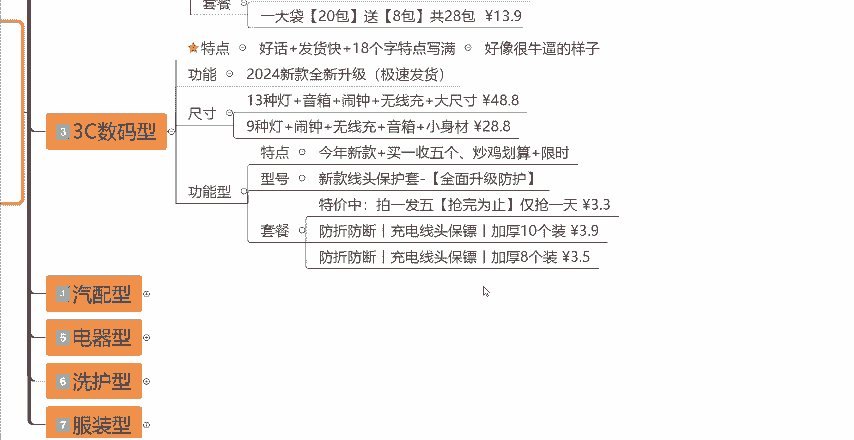 套餐
一大袋【20包】送【8包】共28包 ¥13.9
特点
好话+发货快+18个字特点写满
好像很牛逼的样子
功能
2024新款全新升级（极速发货）
3 3C数码型
尺寸
13种灯+音箱+闹钟+无线充+大尺寸 ¥48.8
9种灯+闹钟+无线充+音箱+小身材 ¥28.8
功能型
特点
今年新款+买一收五个、炒鸡划算+限时
型号
新款线头保护套-【全面升级防护】
套餐
特价中：拍一发五【抢完为止】仅抢一天 ¥3.3
防折防断丨充电线头保镖丨加厚10个装 ¥3.9
防折防断丨充电线头保镖丨加厚8个装 ¥3.5
4 汽配型
5 电器型
6 洗护型
7 服装型